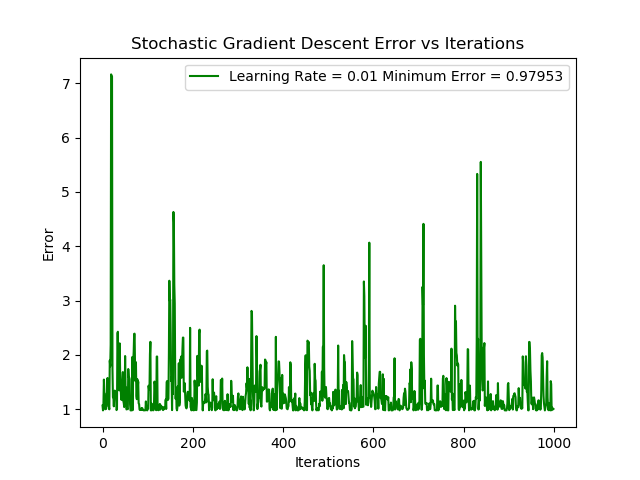 Stochastic Gradient Descent Error vs Iterations
Learning Rate = 0.01 Minimum Error = 0.97953
7
6
5
4
3
2
1
Error
0 200 400 600 800 1000
Iterations